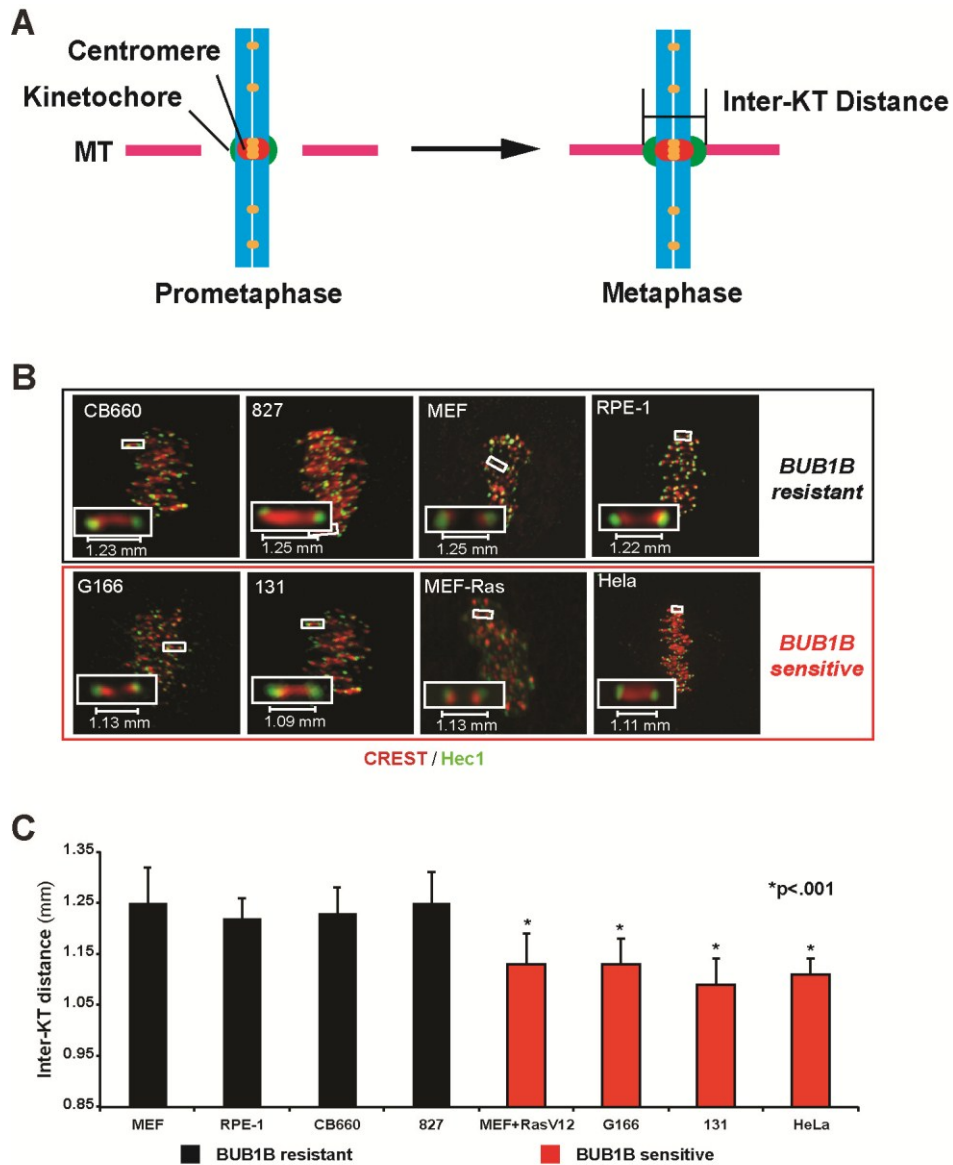 A
Centromere
Kinetochore
Inter-KT Distance
MT
Prometaphase
Metaphase
B
CB660
827
MEF
RPE-1
BUB1B
resistant
1.23 mm
1.25 mm
1.25 mm
1.22 mm
G166
131
MEF-Ras
Hela
BUB1B
sensitive
1.13 mm
1.09 mm
1.13 mm
1.11 mm
CREST / Hec1
C
Inter-KT distance (mm)
1.35
1.25
1.15
1.05
0.95
0.85
*p<.001
* * * *
MEF RPE-1 CB660 827 MEF+RasV12 G166 131 HeLa
BUB1B resistant BUB1B sensitive